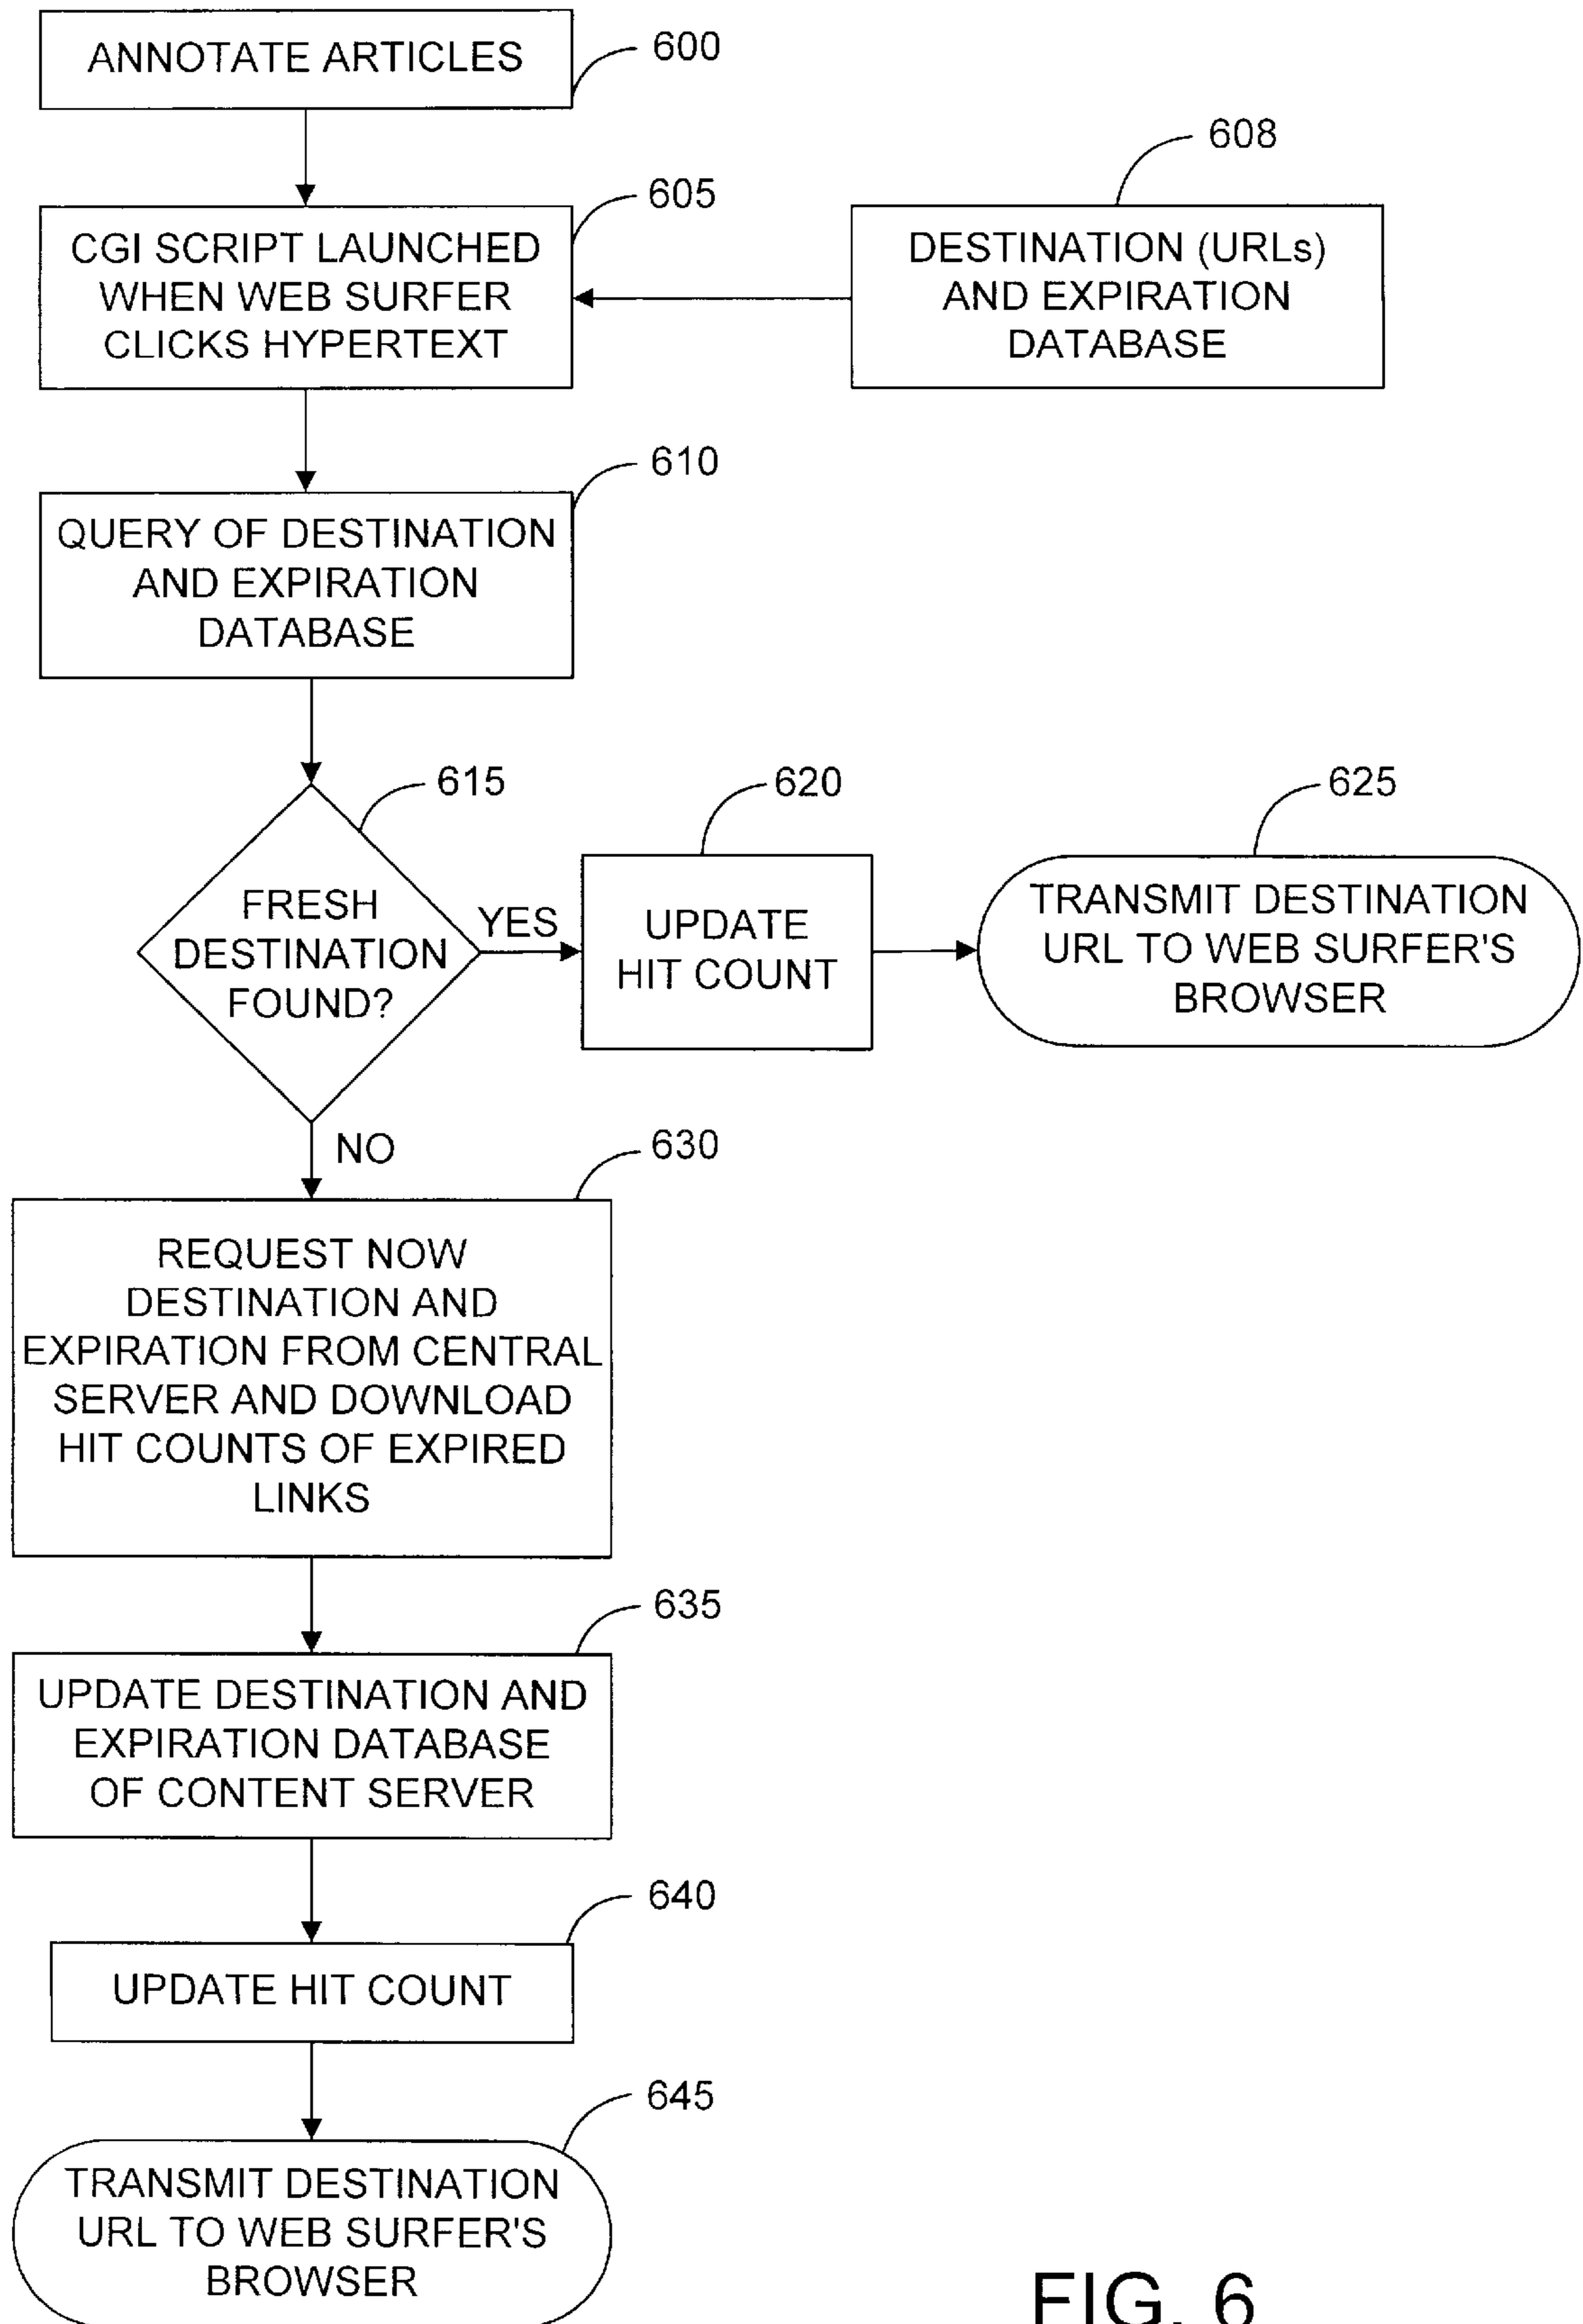 ANNOTATE ARTICLES
600
608
605
CGI SCRIPT LAUNCHED
WHEN WEB SURFER
CLICKS HYPERTEXT
DESTINATION (URLs)
AND EXPIRATION
DATABASE
610
QUERY OF DESTINATION
AND EXPIRATION
DATABASE
615
620
625
FRESH
DESTINATION
FOUND?
YES
UPDATE
HIT COUNT
TRANSMIT DESTINATION
URL TO WEB SURFER'S
BROWSER
NO
630
REQUEST NOW
DESTINATION AND
EXPIRATION FROM CENTRAL
SERVER AND DOWNLOAD
HIT COUNTS OF EXPIRED
LINKS
635
UPDATE DESTINATION AND
EXPIRATION DATABASE
OF CONTENT SERVER
640
UPDATE HIT COUNT
645
TRANSMIT DESTINATION
URL TO WEB SURFER'S
BROWSER
FIG. 6